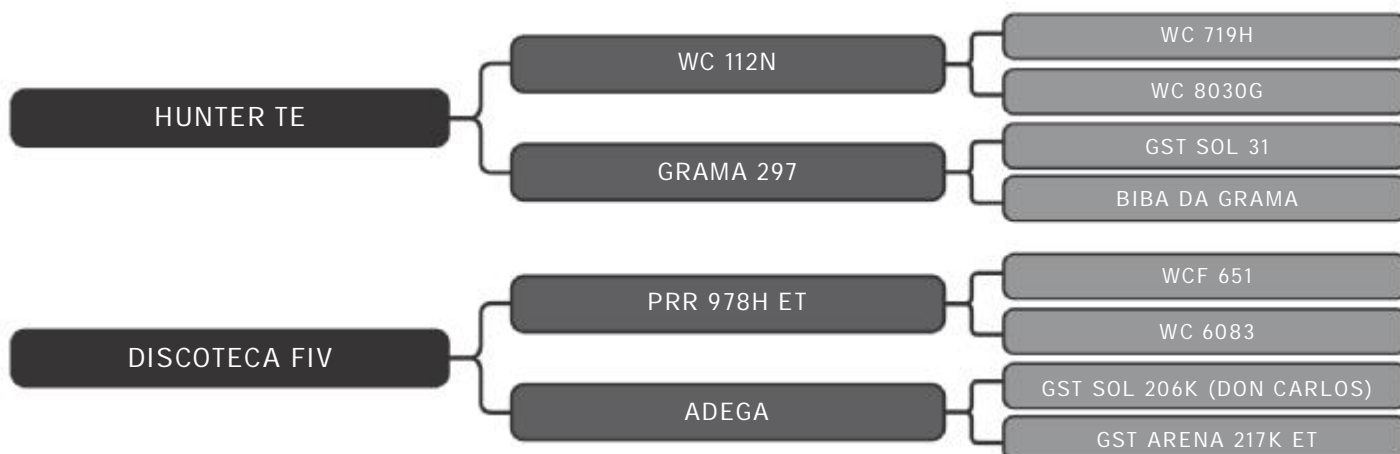 HUNTER TE
WC 112N
GRAMA 297
WC 719H
WC 8030G
GST SOL 31
BIBA DA GRAMA
DISCOTECA FIV
PRR 978H ET
ADEGA
WCF 651
WC 6083
GST SOL 206K (DON CARLOS)
GST ARENA 217K ET